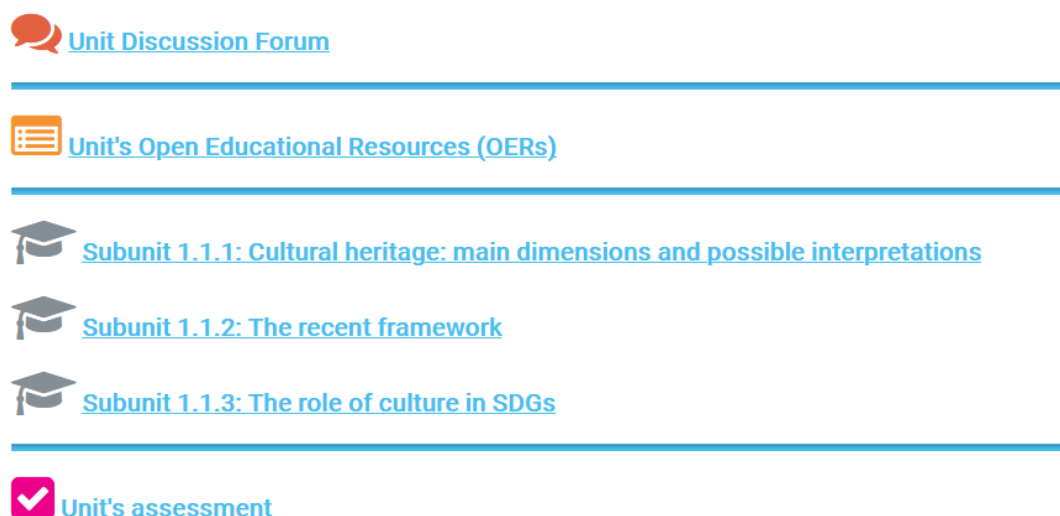 Unit Discussion Forum
Unit's Open Educational Resources (OERs)
Subunit 1.1.1: Cultural heritage: main dimensions and possible interpretations
Subunit 1.1.2: The recent framework
Subunit 1.1.3: The role of culture in SDGs
Unit's assessment